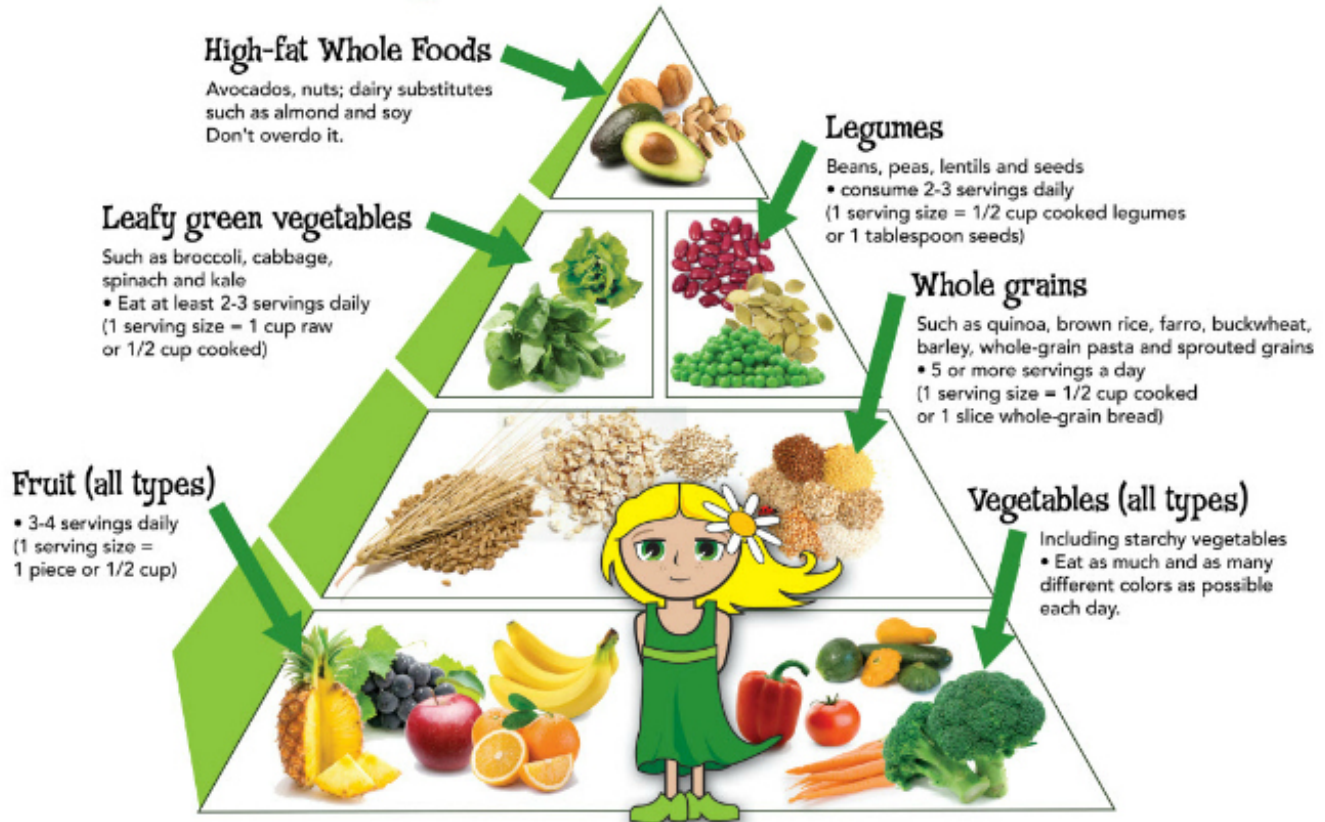 High-fat Whole Foods
Avocados, nuts; dairy substitutes
such as almond and soy
Don't overdo it.
Legumes
Beans, peas, lentils and seeds
• consume 2-3 servings daily
(1 serving size = 1/2 cup cooked legumes
or 1 tablespoon seeds)
Leafy green vegetables
Such as broccoli, cabbage,
spinach and kale
• Eat at least 2-3 servings daily
(1 serving size = 1 cup raw
or 1/2 cup cooked)
Whole grains
Such as quinoa, brown rice, farro, buckwheat,
barley, whole-grain pasta and sprouted grains
• 5 or more servings a day
(1 serving size = 1/2 cup cooked
or 1 slice whole-grain bread)
Fruit (all types)
• 3-4 servings daily
(1 serving size =
1 piece or 1/2 cup)
Vegetables (all types)
Including starchy vegetables
• Eat as much and as many
different colors as possible
each day.